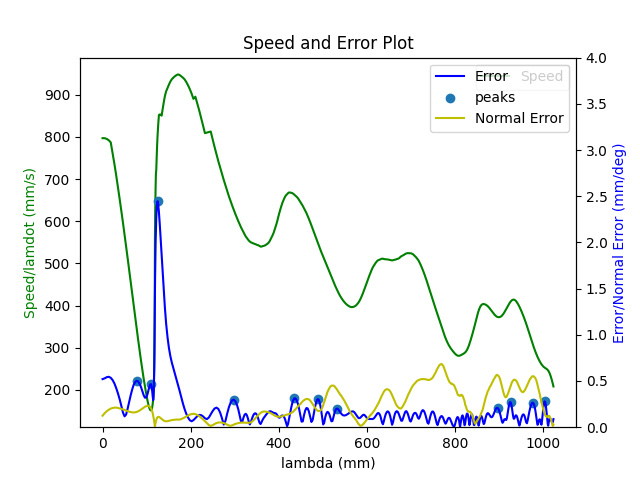 Speed and Error Plot
Speed
Error
peaks
Normal Error
900
800
700
600
500
400
300
200
Speed/lamdot (mm/s)
4.0
3.5
3.0
2.5
2.0
1.5
1.0
0.5
0.0
Error/Normal Error (mm/deg)
0 200 400 600 800 1000
lambda (mm)